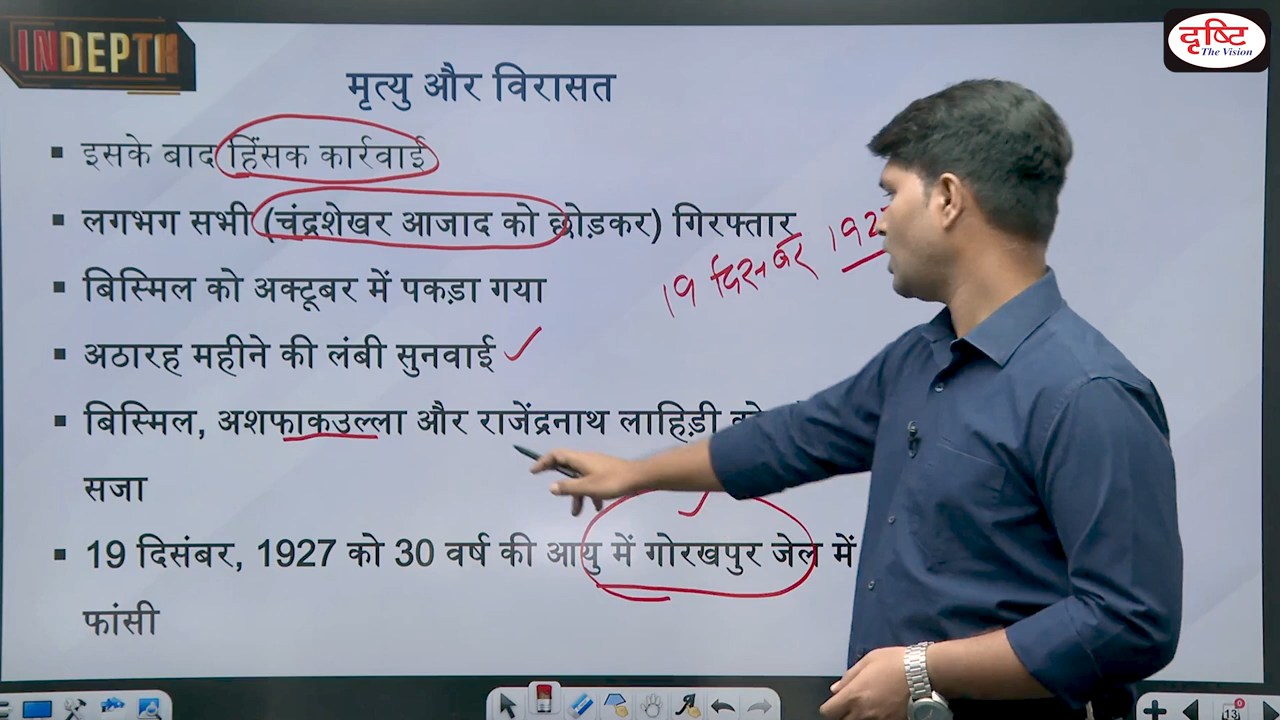 INDEPTH
दृष्टि
The Vision
मृत्यु और विरासत
▪ इसके बाद हिंसक कार्रवाई
▪ लगभग सभी (चंद्रशेखर आजाद को छोड़कर) गिरफ्तार
19 दिसम्बर 192
▪ बिस्मिल को अक्टूबर में पकड़ा गया
▪ अठारह महीने की लंबी सुनवाई
▪ बिस्मिल, अशफाकउल्ला और राजेंद्रनाथ लाहिड़ी
सजा
▪ 19 दिसंबर, 1927 को 30 वर्ष की आयु में गोरखपुर जेल में
फांसी
13